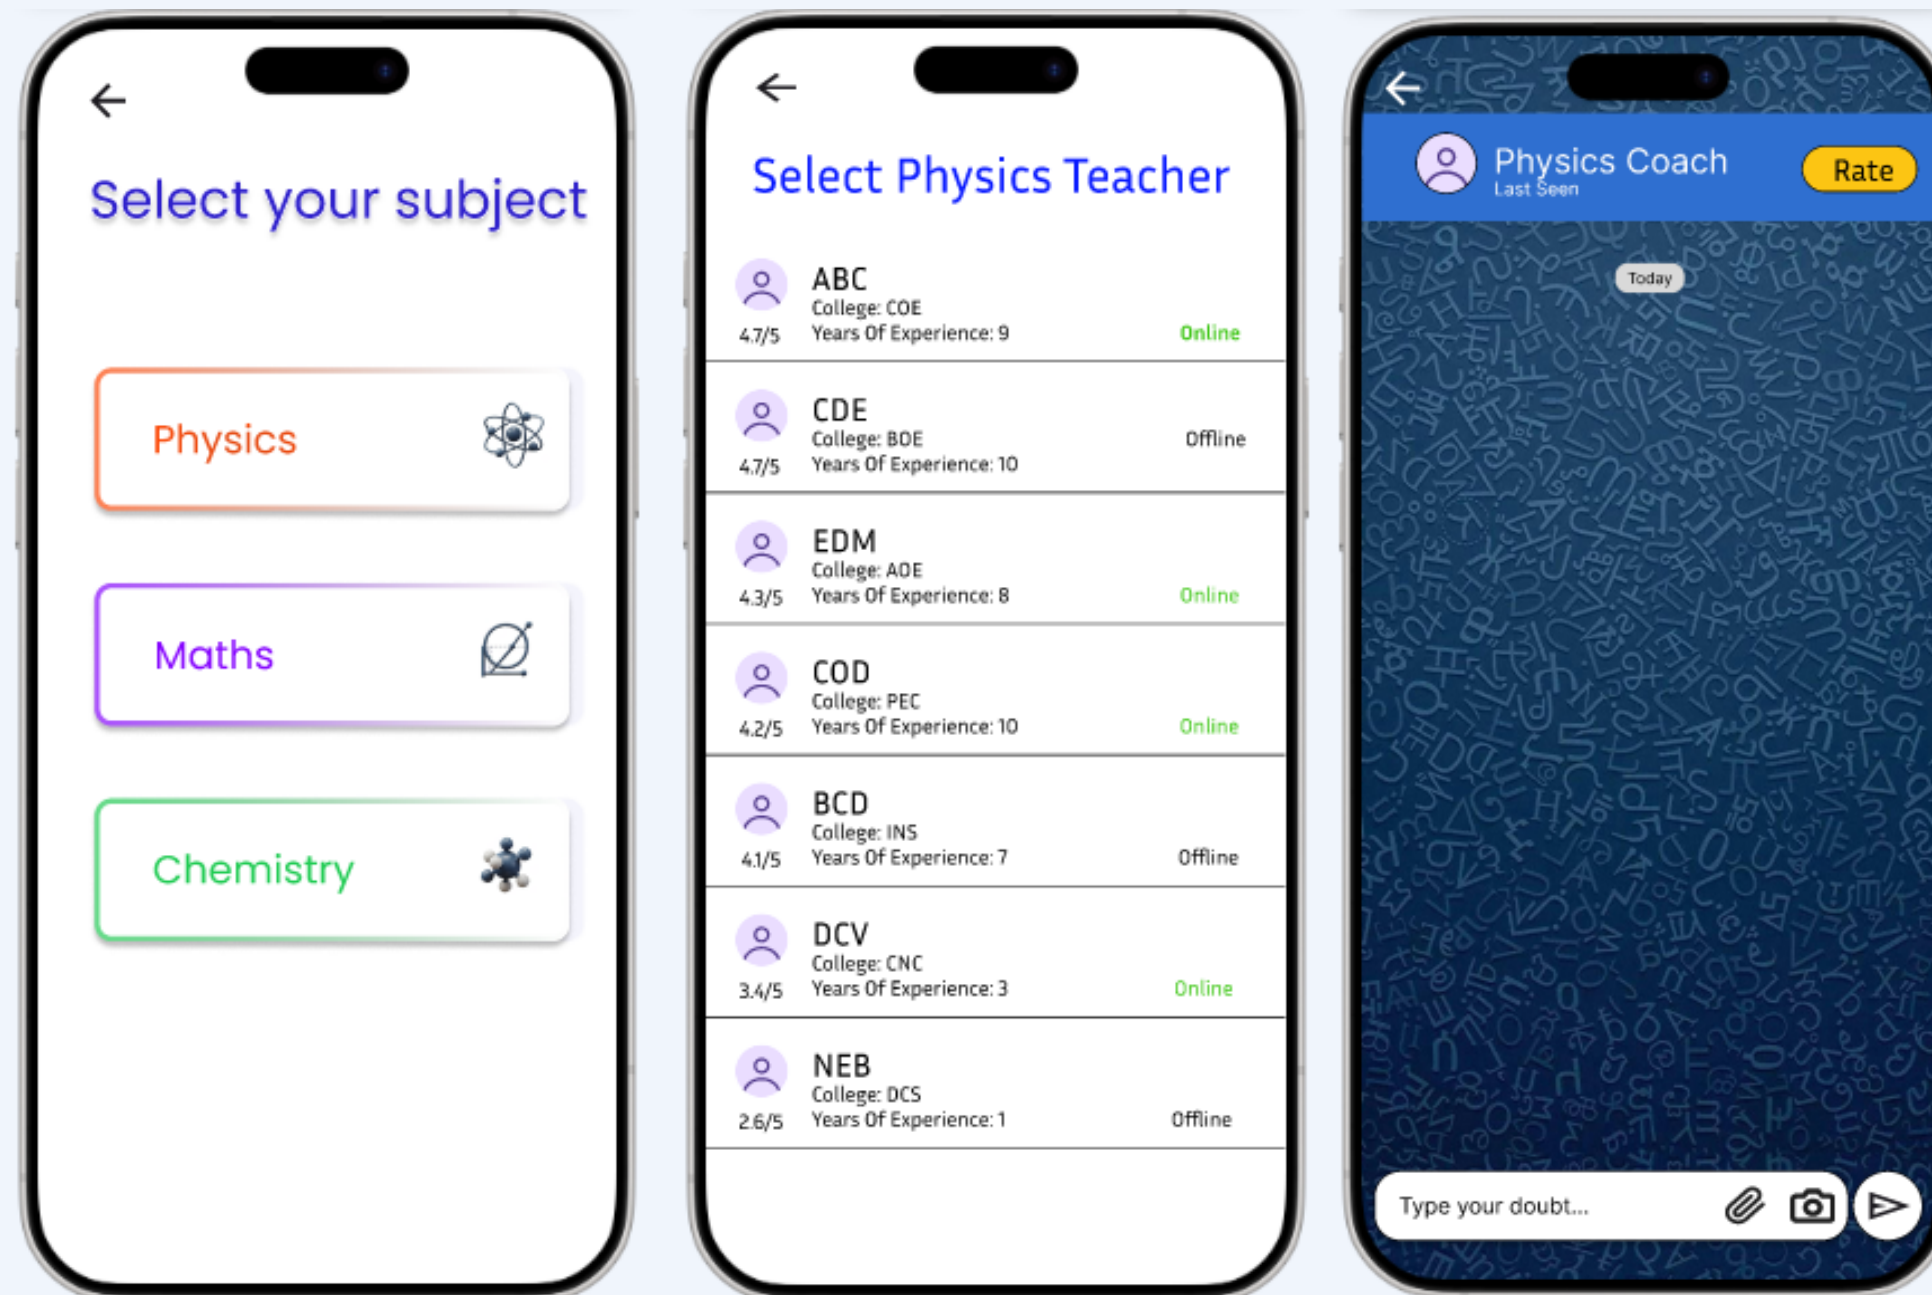 Select your subject
Physics
Maths
Chemistry
Select Physics Teacher
ABC
College: COE
4.7/5 Years Of Experience: 9 Online
CDE
College: BOE Offline
4.7/5 Years Of Experience: 10
EDM
College: AOE
4.3/5 Years Of Experience: 8 Online
COD
College: PEC
4.2/5 Years Of Experience: 10 Online
BCD
College: INS
4.1/5 Years Of Experience: 7 Offline
DCV
College: CNC
3.4/5 Years Of Experience: 3 Online
NEB
College: DCS
2.6/5 Years Of Experience: 1 Offline
Physics Coach
Last Seen
Rate
Today
Type your doubt...